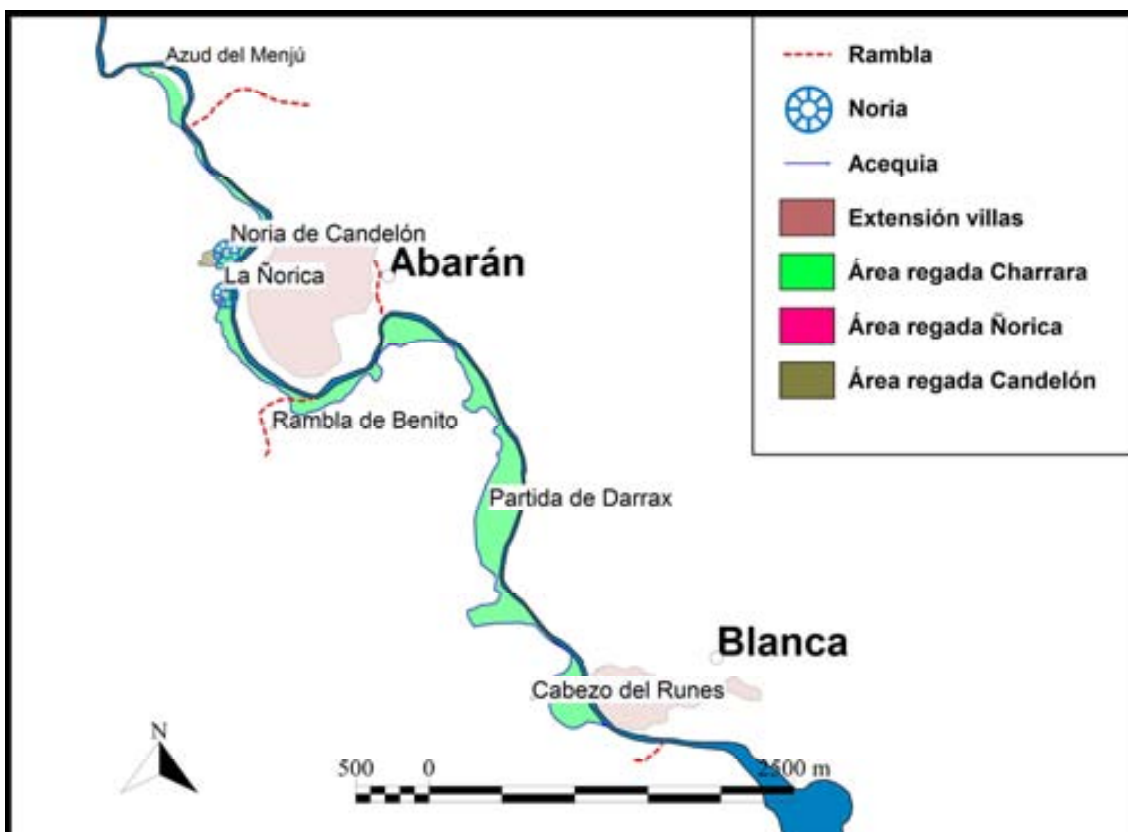 Azud del Menjú
Noria de Candelón
La Ñorica
Abarán
Rambla de Benito
Partida de Darrax
Blanca
Cabezo del Runes
N
500 0 2500 m
Rambla
Noria
Acequia
Extensión villas
Área regada Charrara
Área regada Ñorica
Área regada Candelón